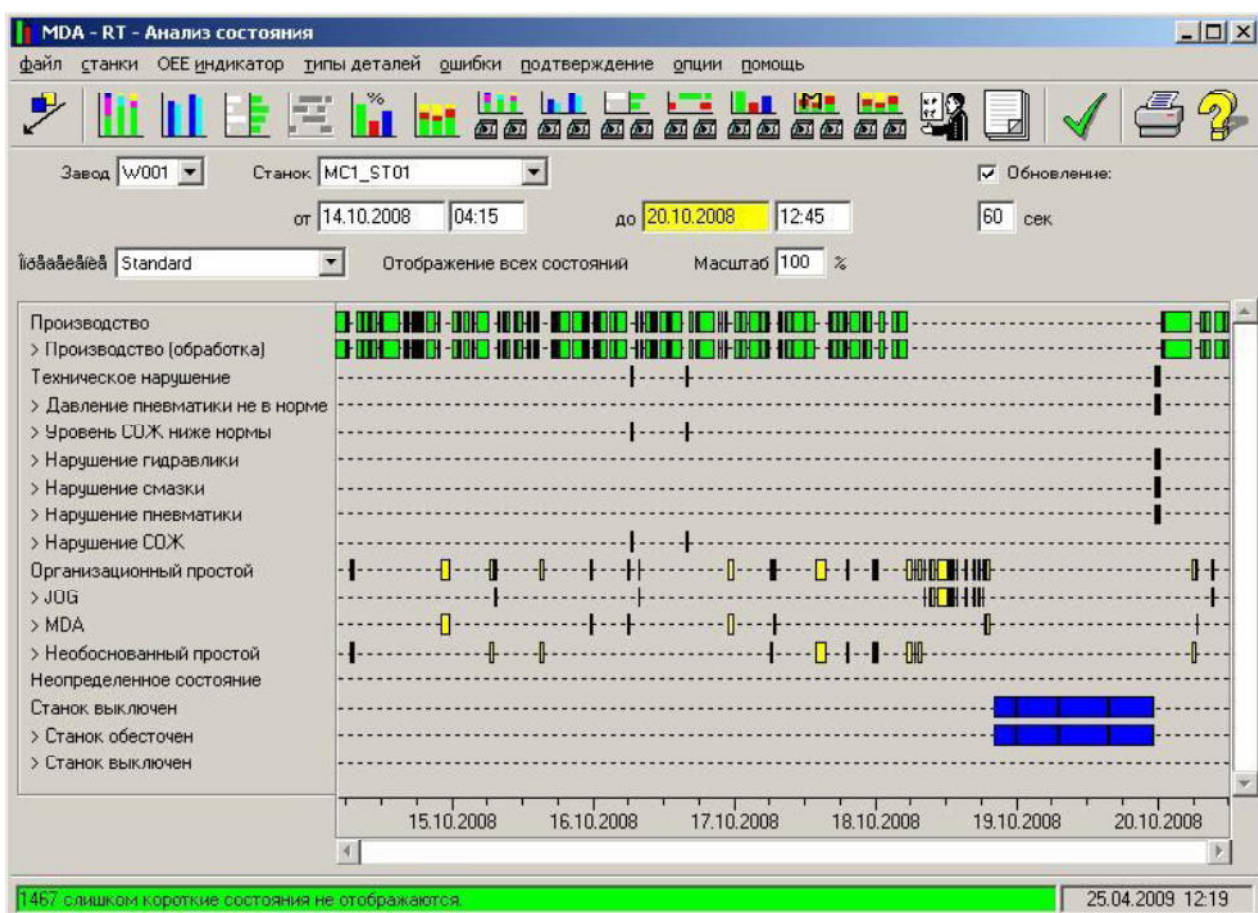 MDA - RT - Анализ состояния
файл станки OEE индикатор типы деталей ошибки подтверждение опции помощь
%
Завод W001 Станок MC1_ST01 Обновление:
от 14.10.2008 04:15 до 20.10.2008 12:45 60 сек
Îïðåäåëåíèå Standard Отображение всех состояний Масштаб 100 %
Производство
> Производство (обработка)
Техническое нарушение
> Давление пневматики не в норме
> Уровень СОЖ ниже нормы
> Нарушение гидравлики
> Нарушение смазки
> Нарушение пневматики
> Нарушение СОЖ
Организационный простой
> JOG
> MDA
> Необоснованный простой
Неопределенное состояние
Станок выключен
> Станок обесточен
> Станок выключен
15.10.2008 16.10.2008 17.10.2008 18.10.2008 19.10.2008 20.10.2008
1467 слишком короткие состояния не отображаются. 25.04.2009 12:19